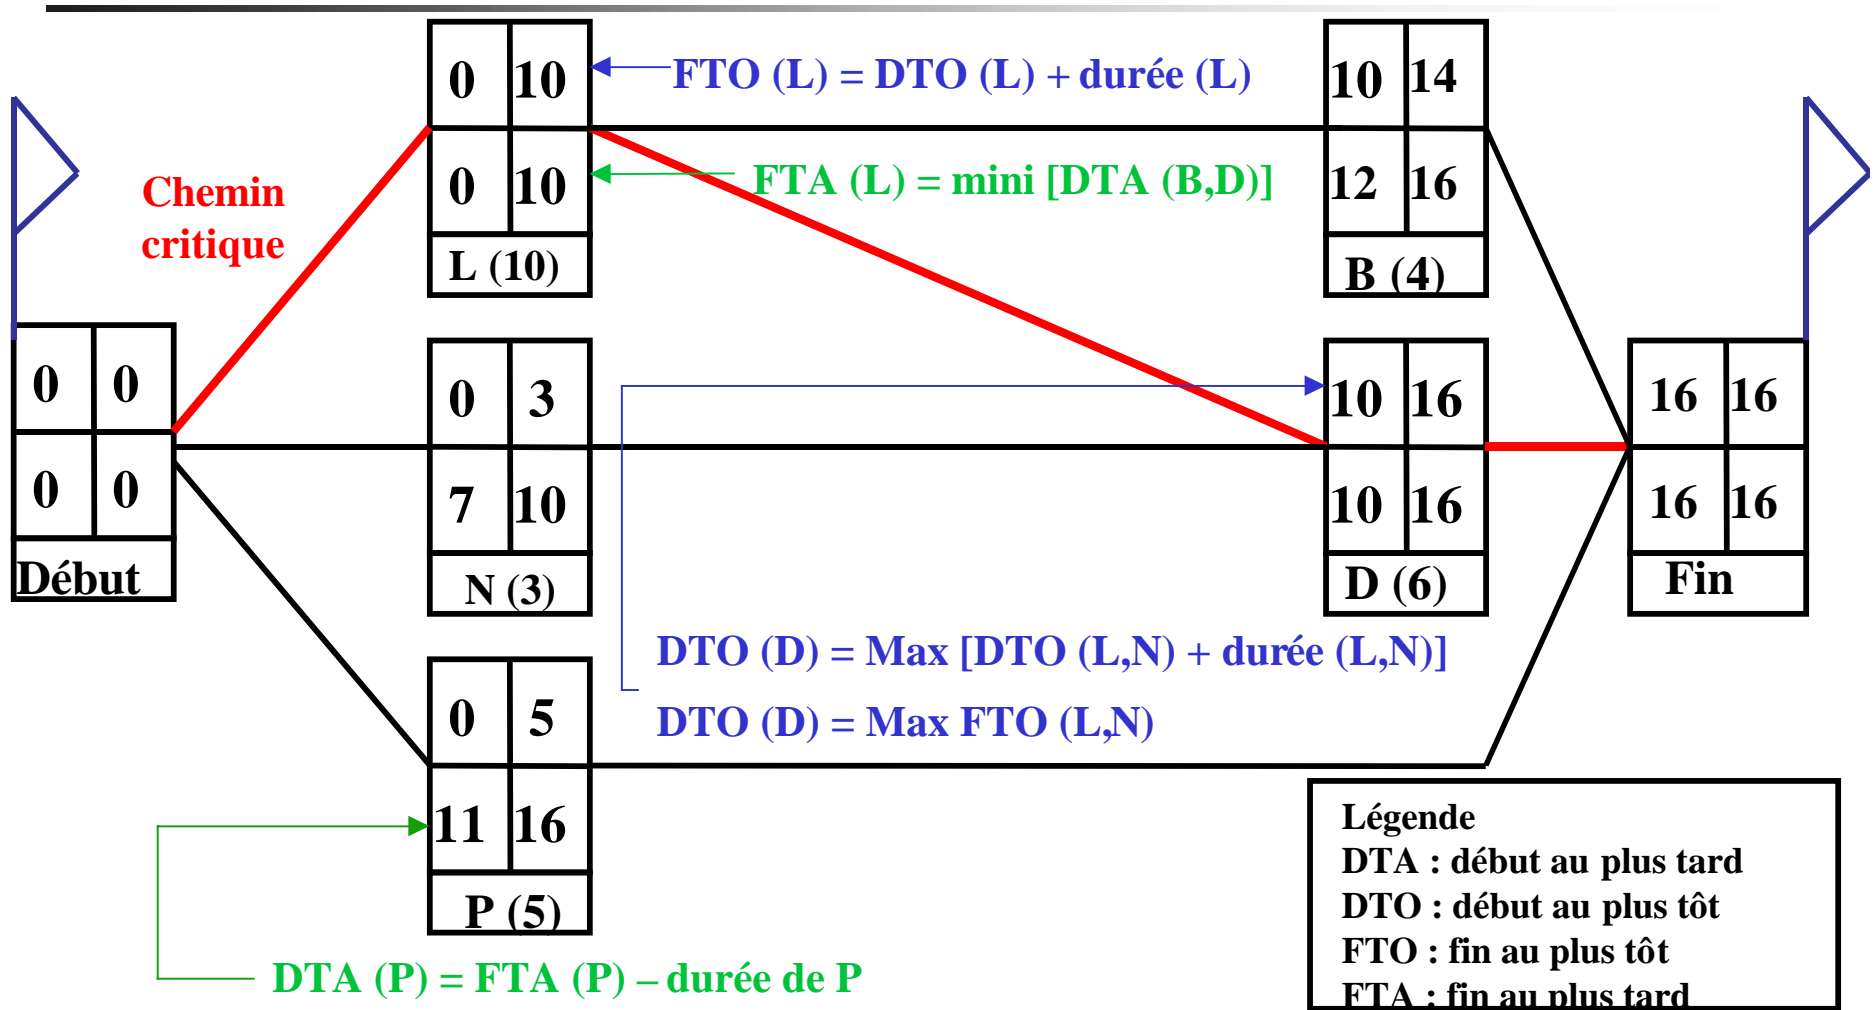 0 10
FTO (L) = DTO (L) + durée (L)
10 14
Chemin
critique
0 10
FTA (L) = mini [DTA (B,D)]
12 16
L (10)
B (4)
0 0
0 3
10 16
16 16
0 0
7 10
10 16
16 16
Début
N (3)
D (6)
Fin
DTO (D) = Max [DTO (L,N) + durée (L,N)]
0 5
DTO (D) = Max FTO (L,N)
11 16
P (5)
DTA (P) = FTA (P) – durée de P
Légende
DTA : début au plus tard
DTO : début au plus tôt
FTO : fin au plus tôt
FTA : fin au plus tard